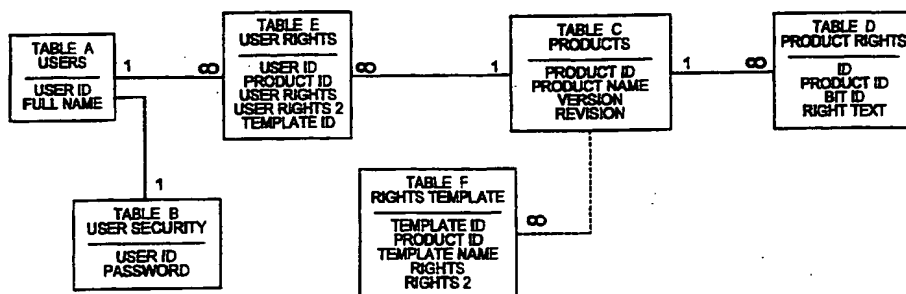 TABLE A
USERS
USER ID
FULL NAME
1
∞
TABLE E
USER RIGHTS
USER ID
PRODUCT ID
USER RIGHTS
USER RIGHTS 2
TEMPLATE ID
∞
1
TABLE C
PRODUCTS
PRODUCT ID
PRODUCT NAME
VERSION
REVISION
1
∞
TABLE D
PRODUCT RIGHTS
ID
PRODUCT ID
BIT ID
RIGHT TEXT
1
TABLE B
USER SECURITY
USER ID
PASSWORD
TABLE F
RIGHTS TEMPLATE
TEMPLATE ID
PRODUCT ID
TEMPLATE NAME
RIGHTS
RIGHTS 2
∞